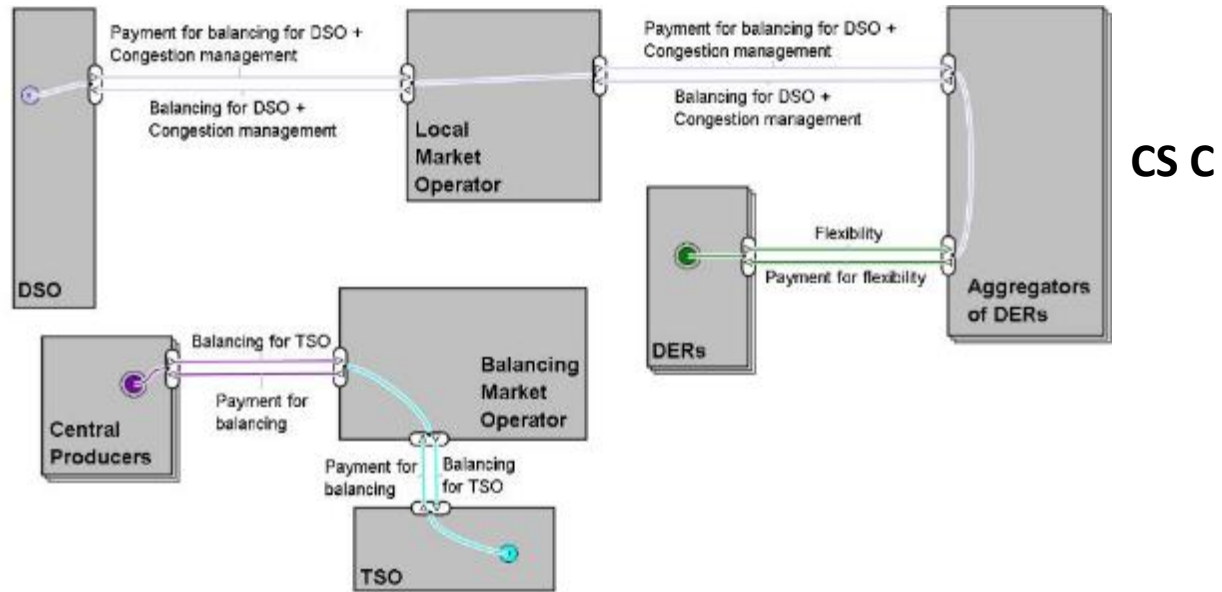 Payment for balancing for DSO +
Congestion management
Balancing for DSO +
Congestion management
DSO
Local
Market
Operator
Payment for balancing for DSO +
Congestion management
Balancing for DSO +
Congestion management
CS C
Flexibility
Payment for flexibility
DERs
Aggregators
of DERs
Balancing for TSO
Payment for
balancing
Central
Producers
Balancing
Market
Operator
Payment for
balancing
Balancing
for TSO
TSO